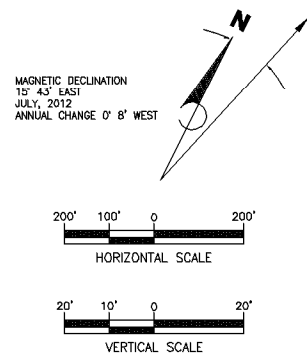 N
MAGNETIC DECLINATION
15° 43' EAST
JULY, 2012
ANNUAL CHANGE 0° 8' WEST
200' 100' 0 200'
HORIZONTAL SCALE
20' 10' 0 20'
VERTICAL SCALE